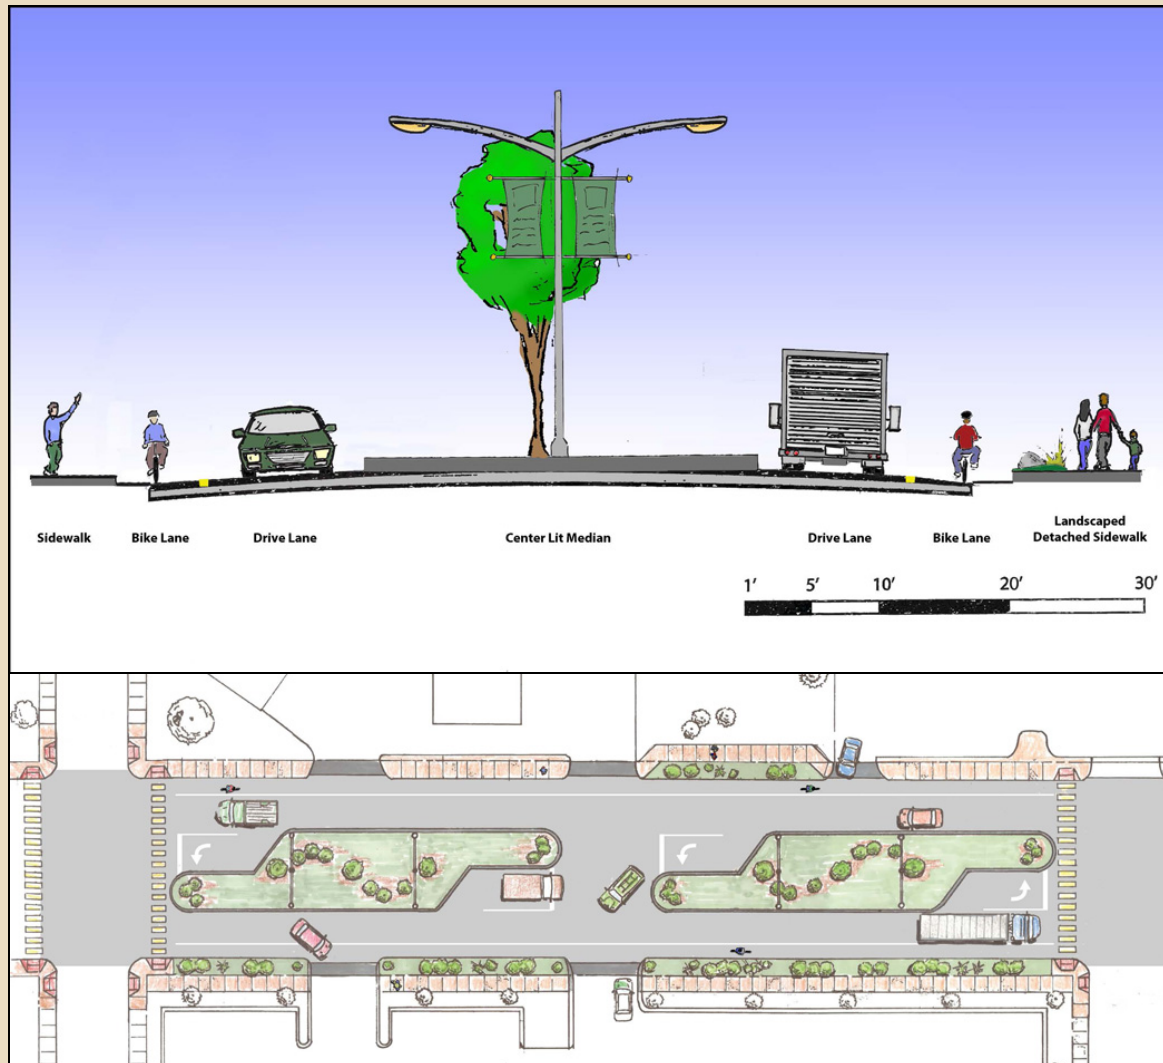 Sidewalk
Bike Lane
Drive Lane
Center Lit Median
Drive Lane
Bike Lane
Landscaped
Detached Sidewalk
1' 5' 10' 20' 30'